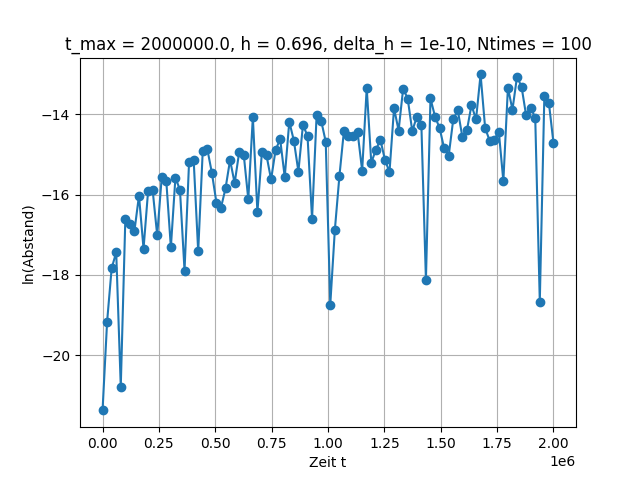 t_max = 2000000.0, h = 0.696, delta_h = 1e-10, Ntimes = 100
ln(Abstand)
−14
−16
−18
−20
0.00 0.25 0.50 0.75 1.00 1.25 1.50 1.75 2.00
1e6
Zeit t